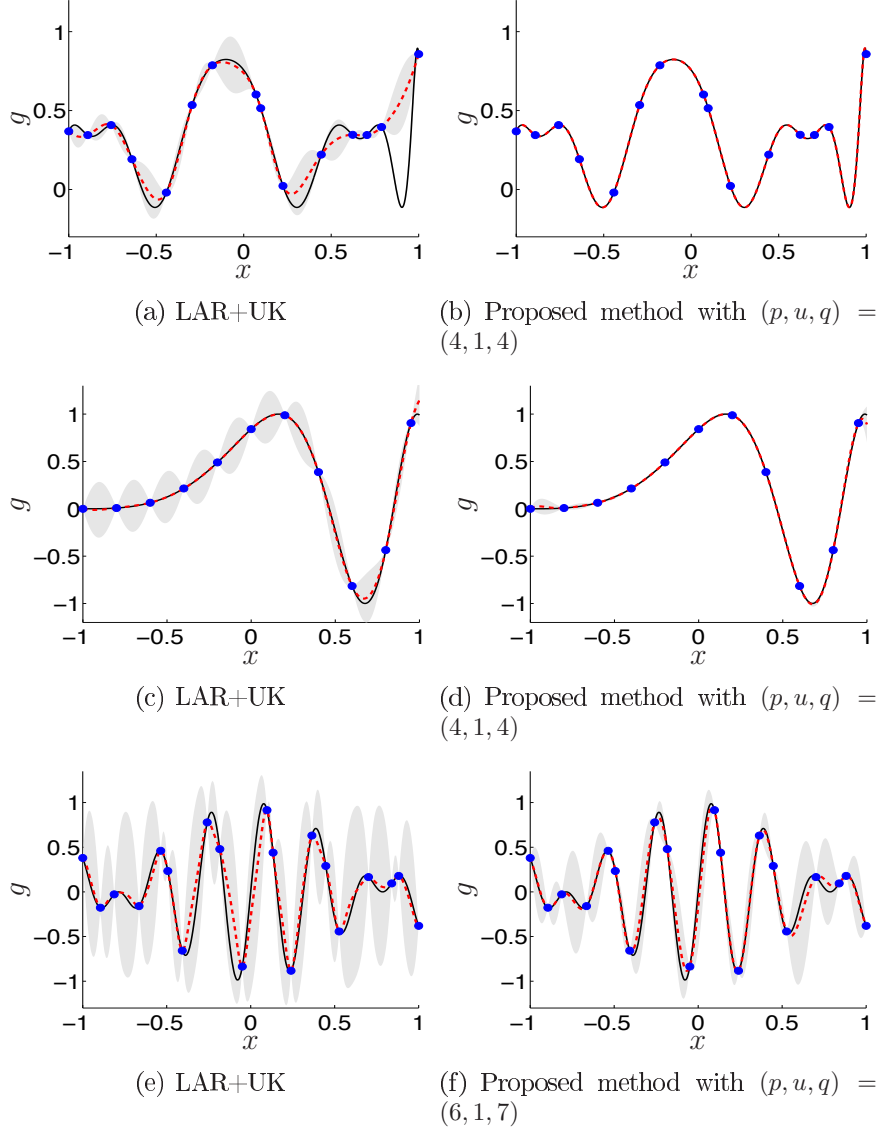 1
0.5
0
g
−1 −0.5 0 0.5 1
x
(a) LAR+UK
1
0.5
0
g
−1 −0.5 0 0.5 1
x
(b) Proposed method with (p, u, q) =
(4, 1, 4)
1
0.5
0
−0.5
−1
g
−1 −0.5 0 0.5 1
x
(c) LAR+UK
1
0.5
0
−0.5
−1
g
−1 −0.5 0 0.5 1
x
(d) Proposed method with (p, u, q) =
(4, 1, 4)
1
0.5
0
−0.5
−1
g
−1 −0.5 0 0.5 1
x
(e) LAR+UK
1
0.5
0
−0.5
−1
g
−1 −0.5 0 0.5 1
x
(f) Proposed method with (p, u, q) =
(6, 1, 7)